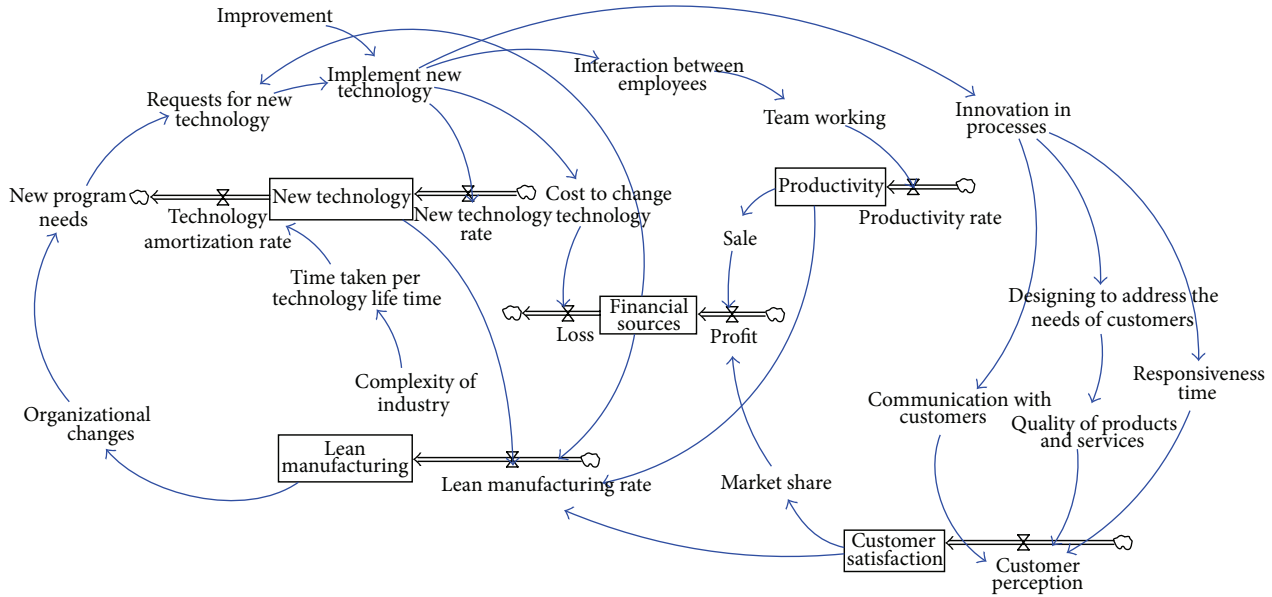 Improvement
Implement new
technology
Interaction between
employees
Requests for new
technology
Team working
Innovation in
processes
New program
needs
Technology
amortization rate
New technology
New technology
rate
Cost to change
technology
Productivity
Productivity rate
Sale
Time taken per
technology life time
Loss
Financial
sources
Profit
Designing to address the
needs of customers
Responsiveness
time
Complexity of
industry
Communication with
customers
Quality of products
and services
Organizational
changes
Lean
manufacturing
Lean manufacturing rate
Market share
Customer
satisfaction
Customer
perception